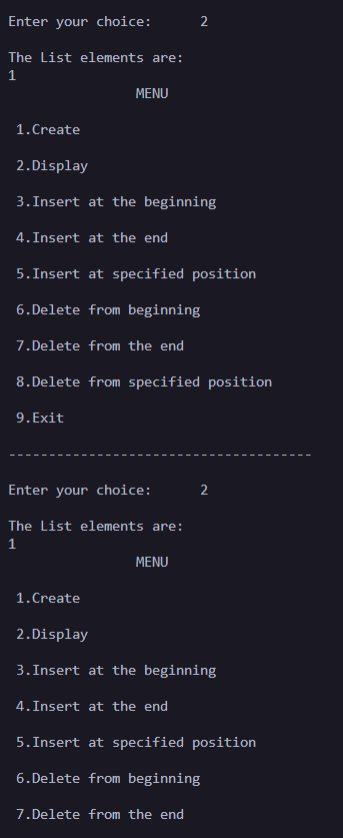 Enter your choice:      2
The List elements are:
1
                MENU
 1.Create
 2.Display
 3.Insert at the beginning
 4.Insert at the end
 5.Insert at specified position
 6.Delete from beginning
 7.Delete from the end
 8.Delete from specified position
 9.Exit
--------------------------------------
Enter your choice:      2
The List elements are:
1
                MENU
 1.Create
 2.Display
 3.Insert at the beginning
 4.Insert at the end
 5.Insert at specified position
 6.Delete from beginning
 7.Delete from the end